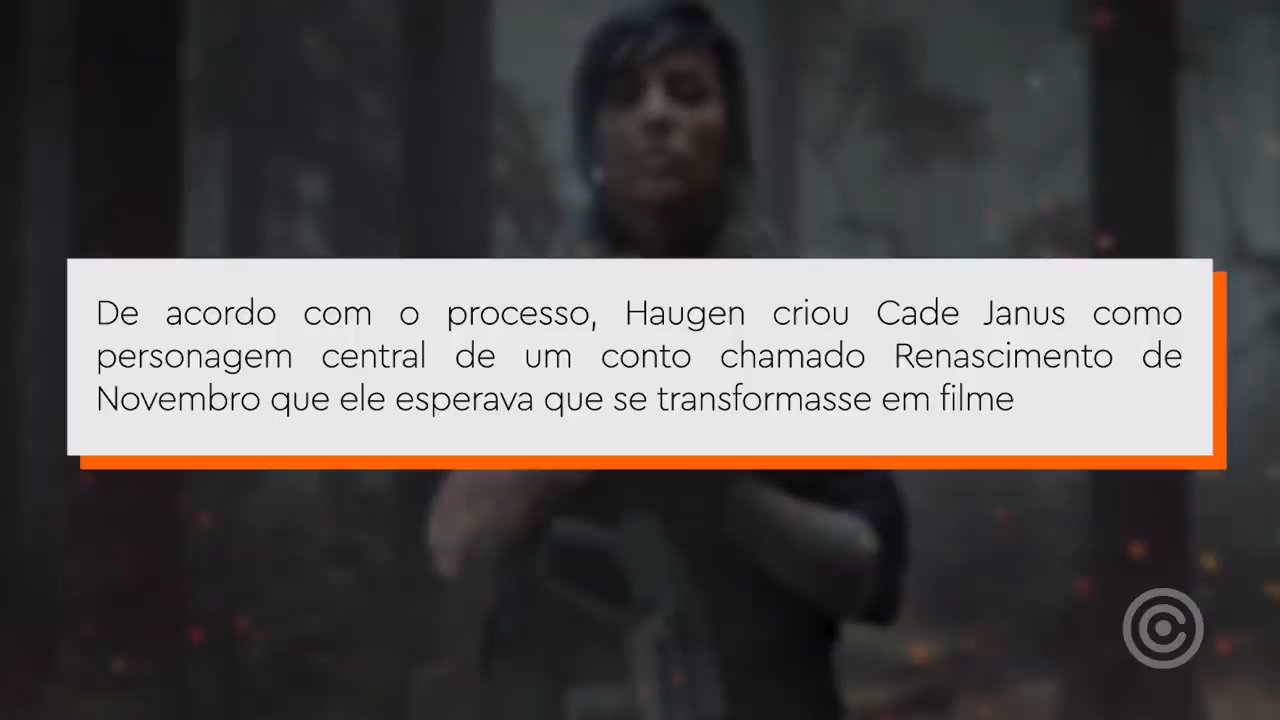 De acordo com o processo, Haugen criou Cade Janus como
personagem central de um conto chamado Renascimento de
Novembro que ele esperava que se transformasse em filme